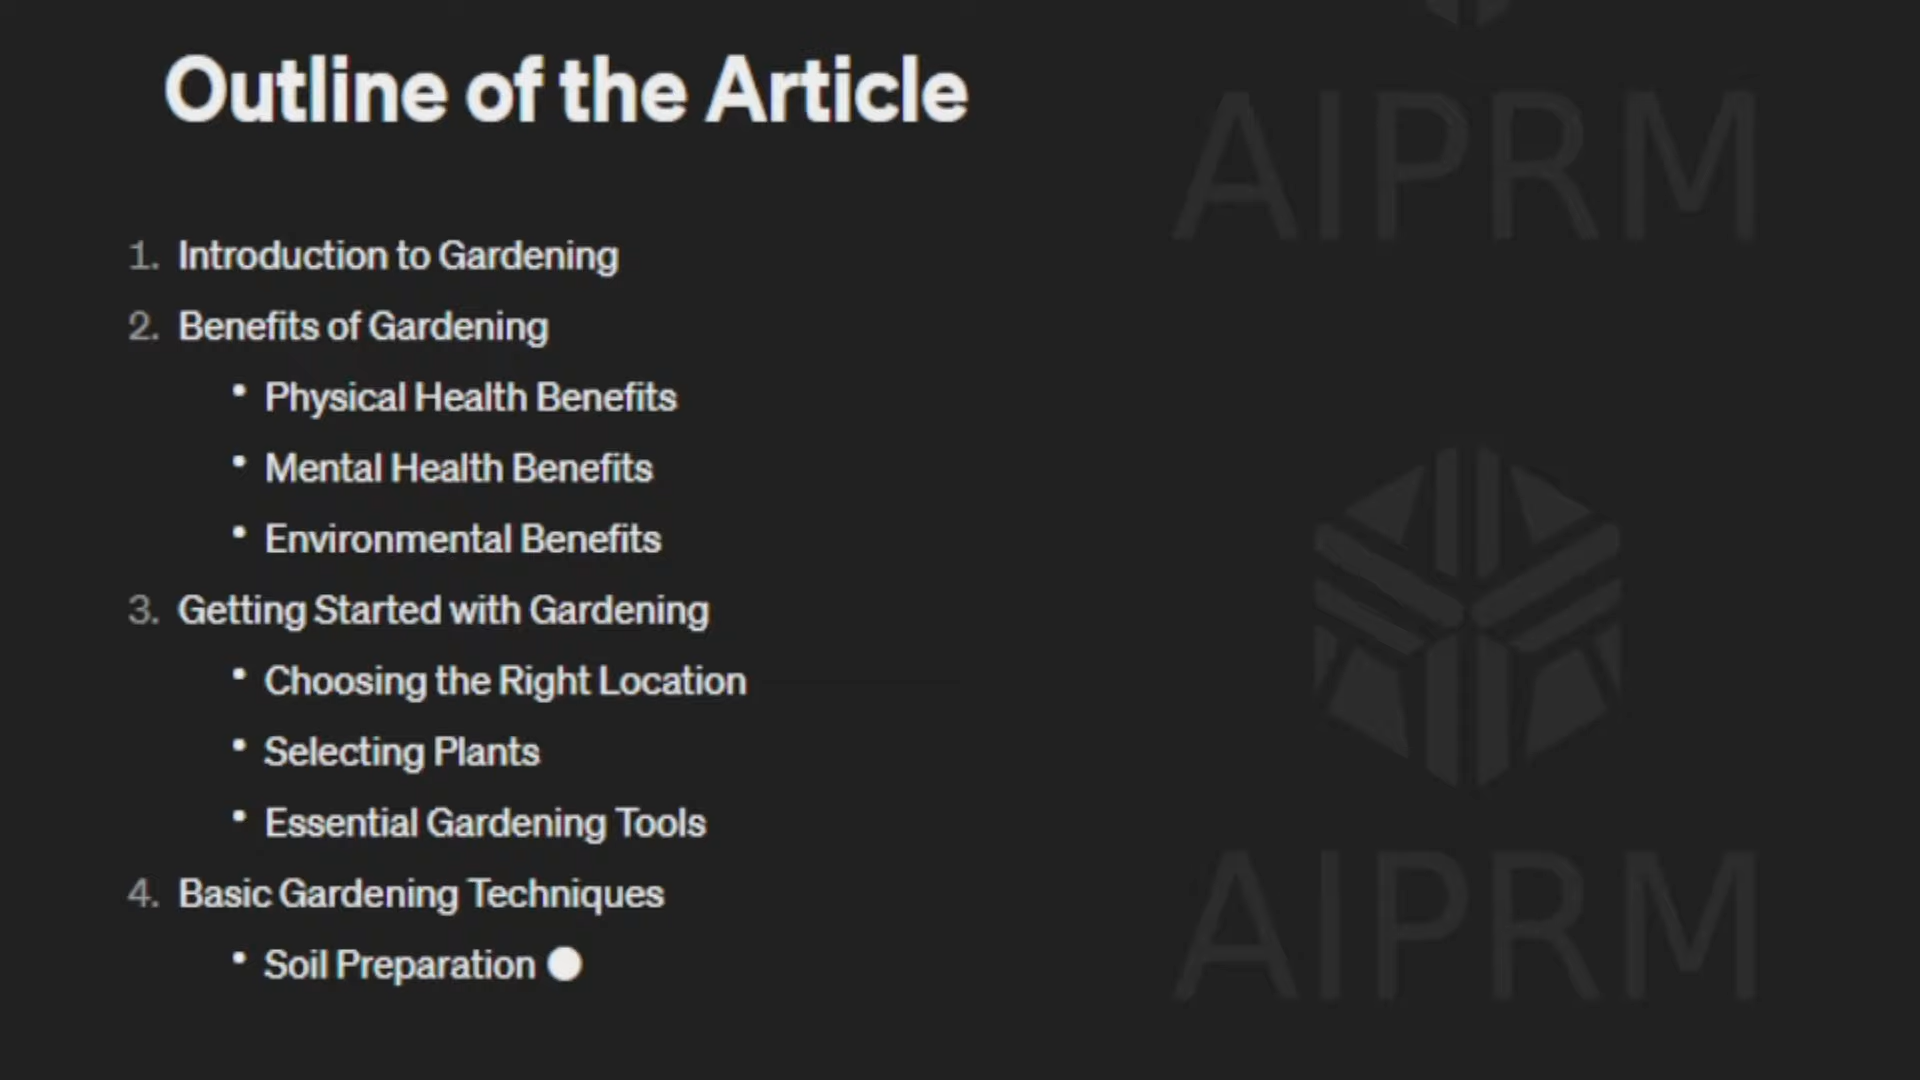 Outline of the Article
AIPRM
1. Introduction to Gardening
2. Benefits of Gardening
• Physical Health Benefits
• Mental Health Benefits
• Environmental Benefits
3. Getting Started with Gardening
• Choosing the Right Location
• Selecting Plants
• Essential Gardening Tools
4. Basic Gardening Techniques
• Soil Preparation
AIPRM